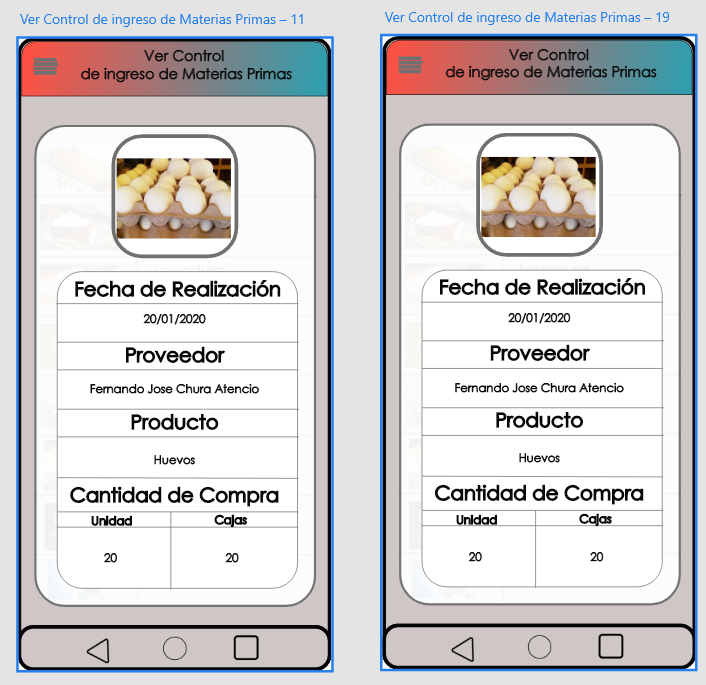 Ver Control de ingreso de Materias Primas – 11
Ver Control
de ingreso de Materias Primas
Fecha de Realización
20/01/2020
Proveedor
Fernando Jose Chura Atencio
Producto
Huevos
Cantidad de Compra
Unidad Cajas
20 20
Ver Control de ingreso de Materias Primas – 19
Ver Control
de ingreso de Materias Primas
Fecha de Realización
20/01/2020
Proveedor
Fernando Jose Chura Atencio
Producto
Huevos
Cantidad de Compra
Unidad Cajas
20 20